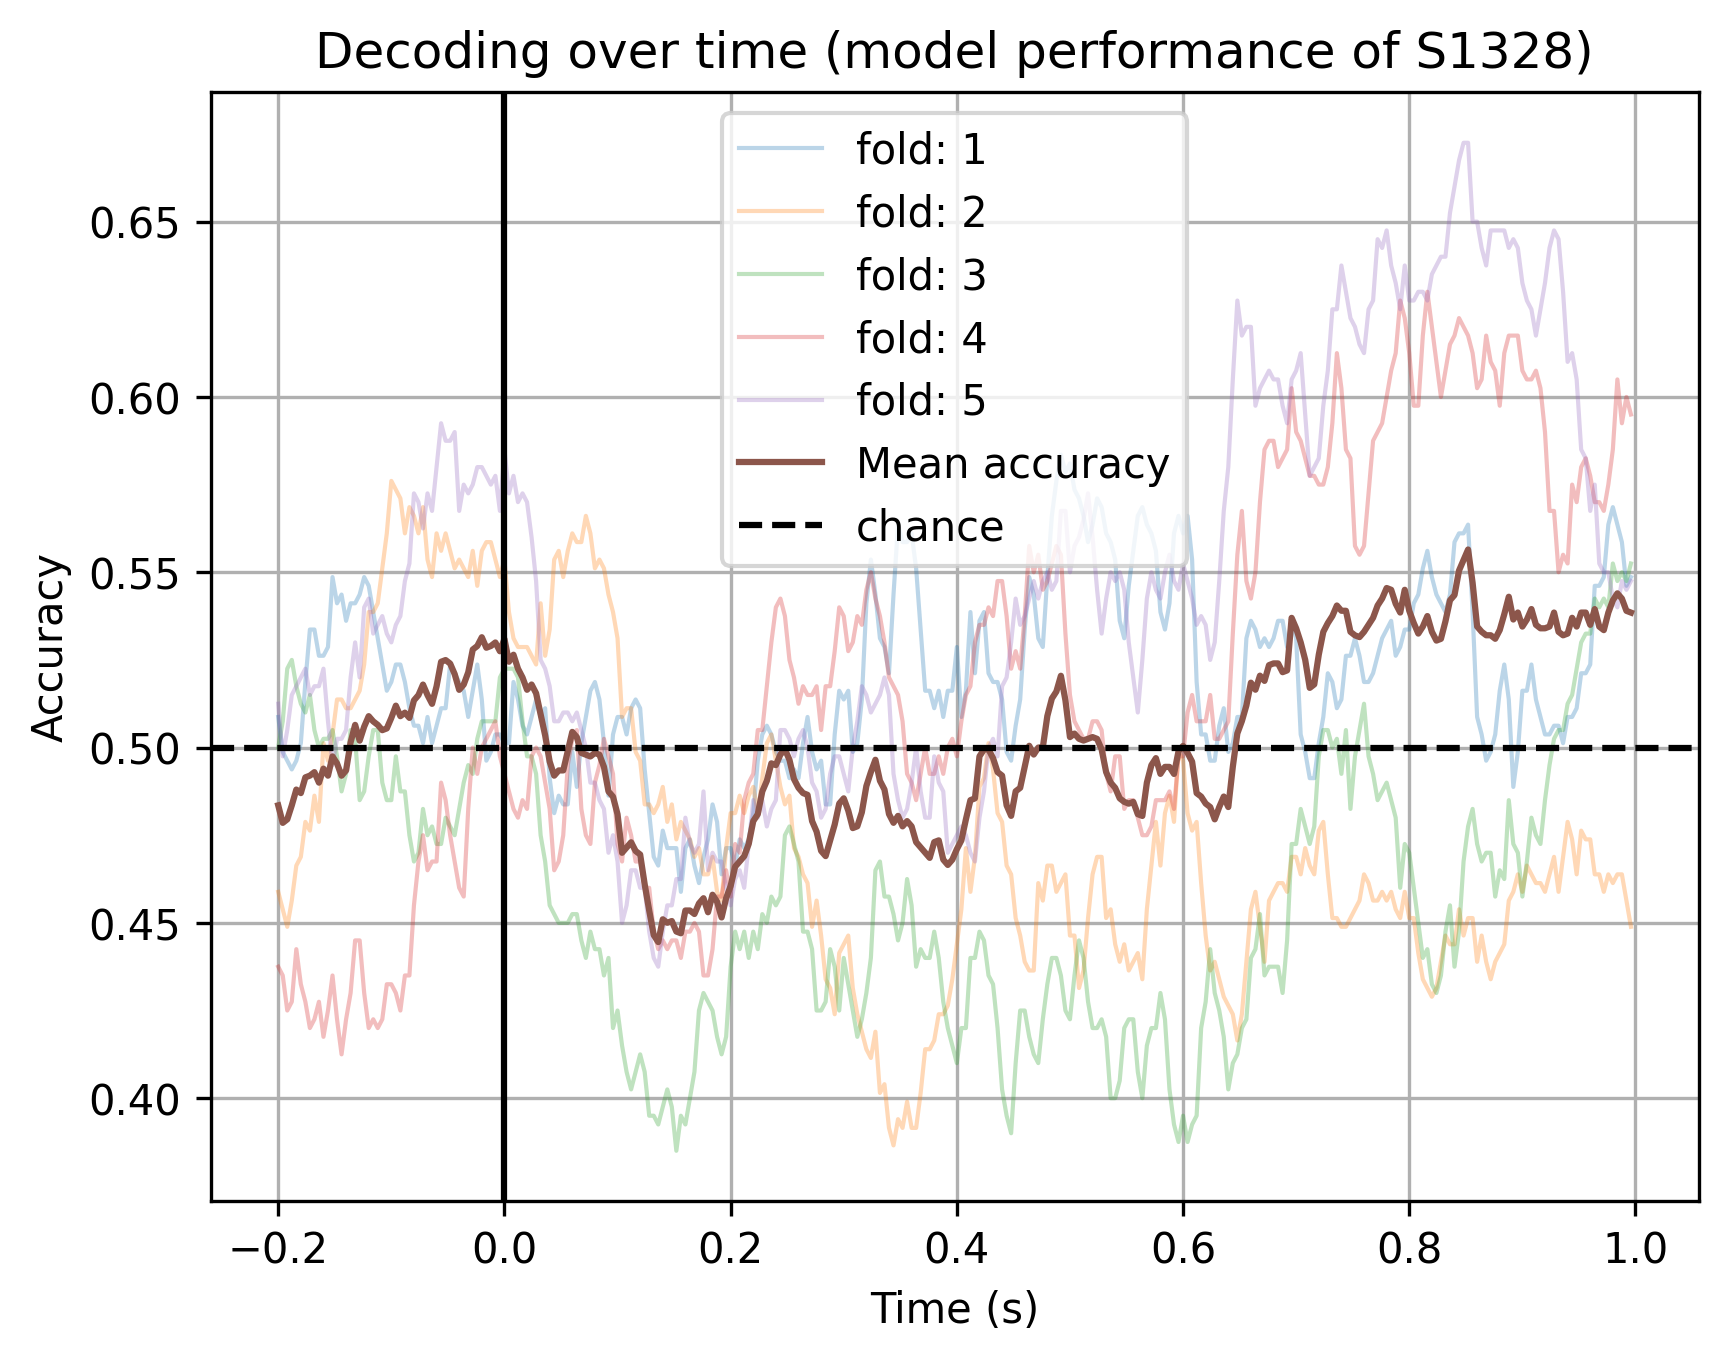 Decoding over time (model performance of S1328)
fold: 1
fold: 2
fold: 3
fold: 4
fold: 5
Mean accuracy
chance
Accuracy
0.65
0.60
0.55
0.50
0.45
0.40
−0.2 0.0 0.2 0.4 0.6 0.8 1.0
Time (s)